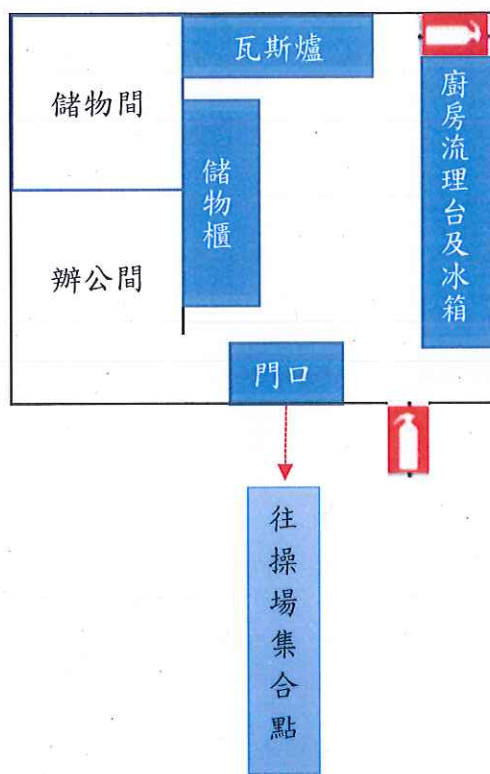 瓦斯爐
儲物間
儲物櫃
廚房流理台及冰箱
辦公間
門口
往操場集合點